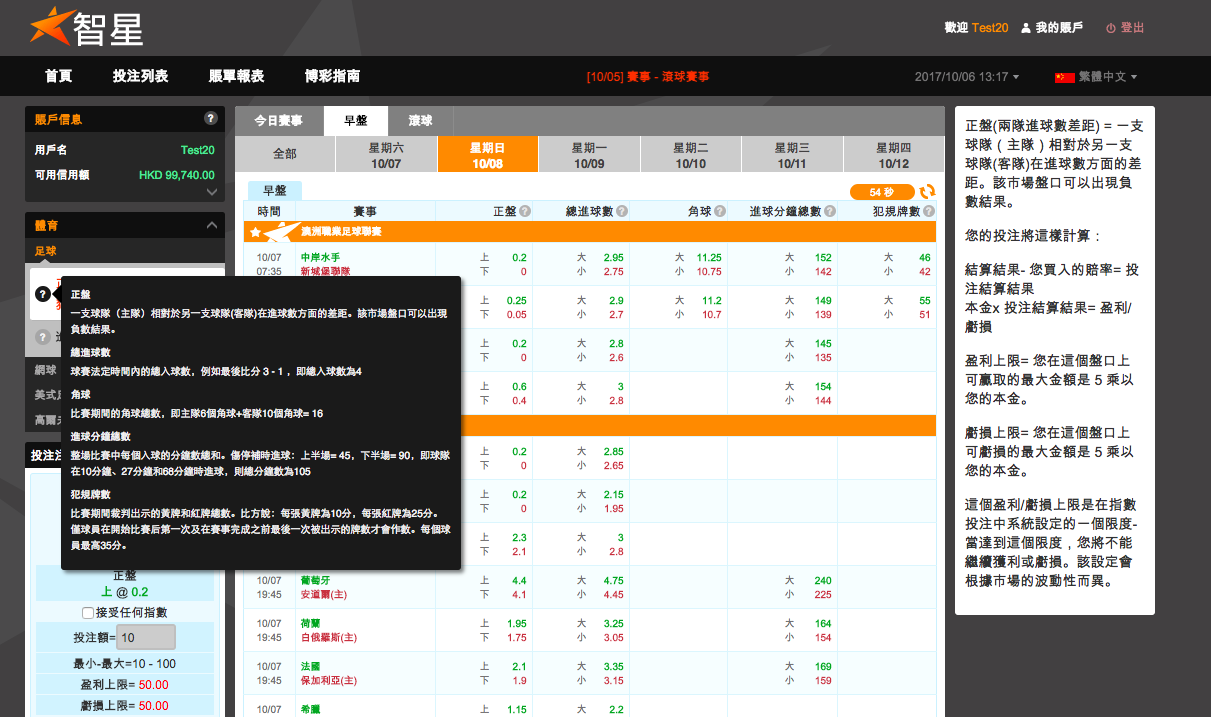 智星
歡迎 Test20 我的賬戶 登出
首頁 投注列表 賬單報表 博彩指南 [10/05] 賽事 - 滾球賽事 2017/10/06 13:17 繁體中文
賬戶信息 ?
用戶名 Test20
可用信用額 HKD 99,740.00
體育
足球
?
?
網球
美式
高爾
投注
正盤
一支球隊（主隊）相對於另一支球隊(客隊)在進球數方面的差距。該市場盤口可以出現
負數結果。
總進球數
球賽法定時間內的總入球數，例如最後比分 3 - 1 ，即總入球數為4
角球
比賽期間的角球總數，即主隊6個角球+客隊10個角球= 16
進球分鐘總數
整場比賽中每個入球的分鐘數總和。傷停補時進球：上半場= 45，下半場= 90，即球隊
在10分鐘、27分鐘和68分鐘時進球，則總分鐘數為105
犯規牌數
比賽期間裁判出示的黃牌和紅牌總數。比方說：每張黃牌為10分，每張紅牌為25分。
僅球員在開始比賽后第一次及在賽事完成之前最後一次被出示的牌數才會作數。每個球
員最高35分。
正盤
上 @ 0.2
接受任何指數
投注額= 10
最小-最大=10 - 100
盈利上限= 50.00
虧損上限= 50.00
今日賽事 早盤 滾球
全部 星期六 星期日 星期一 星期二 星期三 星期四
10/07 10/08 10/09 10/10 10/11 10/12
早盤 54 秒
時間 賽事 正盤 ? 總進球數 ? 角球 ? 進球分鐘總數 ? 犯規牌數 ?
澳洲職業足球聯賽
10/07 中岸水手 上 0.2 大 2.95 大 11.25 大 152 大 46
07:35 新城堡聯隊 下 0 小 2.75 小 10.75 小 142 小 42
上 0.25 大 2.9 大 11.2 大 149 大 55
下 0.05 小 2.7 小 10.7 小 139 小 51
上 0.2 大 2.8 大 145
下 0 小 2.6 小 135
上 0.6 大 3 大 154
下 0.4 小 2.8 小 144
上 0.2 大 2.85
下 0 小 2.65
上 0.2 大 2.15
下 0 小 1.95
上 2.3 大 3
下 2.1 小 2.8
10/07 葡萄牙 上 4.4 大 4.75 大 240
19:45 安道爾(主) 下 4.1 小 4.45 小 225
10/07 荷蘭 上 1.95 大 3.25 大 164
19:45 白俄羅斯(主) 下 1.75 小 3.05 小 154
10/07 法國 上 2.1 大 3.35 大 169
19:45 保加利亞(主) 下 1.9 小 3.15 小 159
10/07 希臘 上 1.15 大 2.2
正盤(兩隊進球數差距) = 一支
球隊（主隊）相對於另一支
球隊(客隊)在進球數方面的差
距。該市場盤口可以出現負
數結果。
您的投注將這樣計算：
結算結果- 您買入的賠率= 投
注結算結果
本金x 投注結算結果= 盈利/
虧損
盈利上限= 您在這個盤口上
可贏取的最大金額是 5 乘以
您的本金。
虧損上限= 您在這個盤口上
可虧損的最大金額是 5 乘以
您的本金。
這個盈利/虧損上限是在指數
投注中系統設定的一個限度-
當達到這個限度，您將不能
繼續獲利或虧損。該設定會
根據市場的波動性而異。